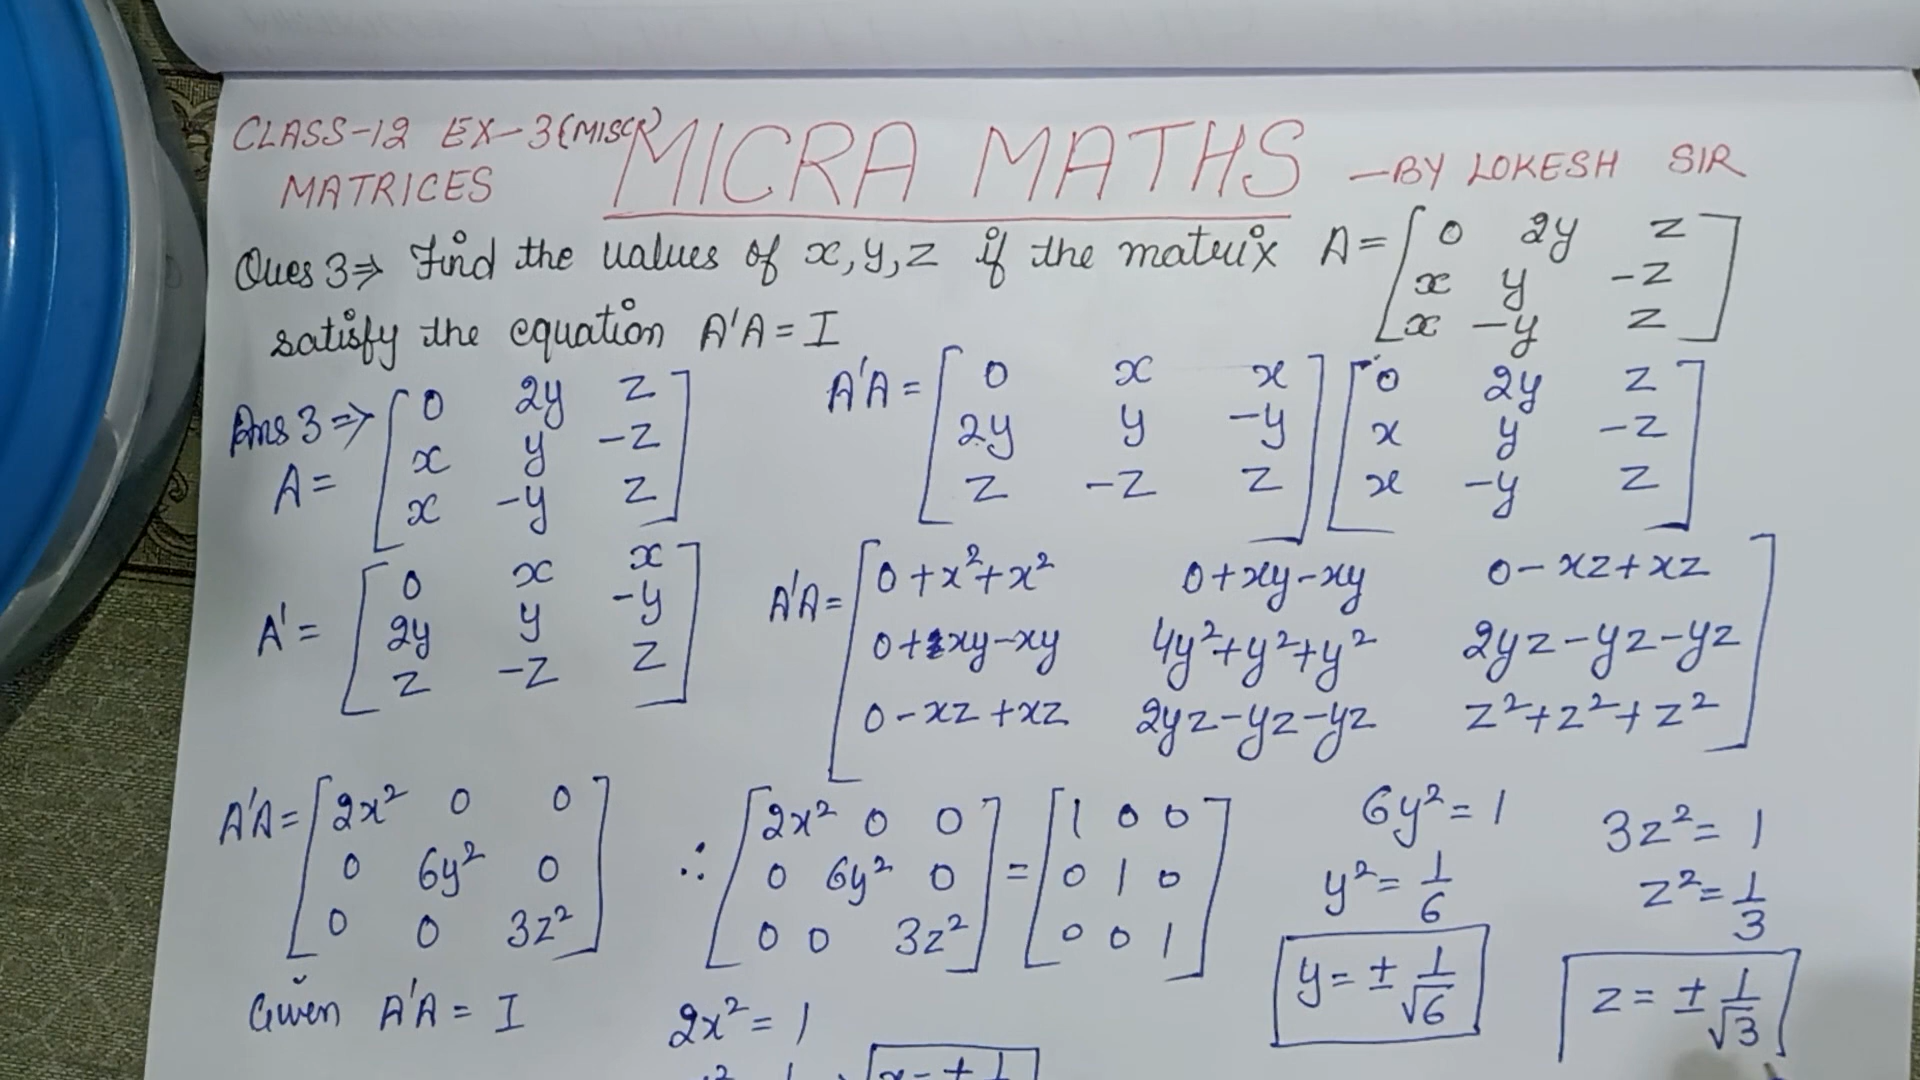 CLASS-12 EX-3(MISC)
MATRICES
MICRA MATHS
-BY LOKESH SIR
Ques 3⇒ Find the values of x, y, z if the matrix A = [0 2y z
x y -z
x -y z]
satisfy the equation A'A = I
Ans 3⇒
A = [0 2y z
x y -z
x -y z]
A' = [0 x x
2y y -y
z -z z]
A'A = [0 x x
2y y -y
z -z z] [0 2y z
x y -z
x -y z]
A'A = [0+x²+x² 0+xy-xy 0-xz+xz
0+xy-xy 4y²+y²+y² 2yz-yz-yz
0-xz+xz 2yz-yz-yz z²+z²+z²]
A'A = [2x² 0 0
0 6y² 0
0 0 3z²]
Given A'A = I
∴ [2x² 0 0
0 6y² 0
0 0 3z²] = [1 0 0
0 1 0
0 0 1]
2x² = 1
6y² = 1
y² = 1/6
y = ± 1/√6
3z² = 1
z² = 1/3
z = ± 1/√3